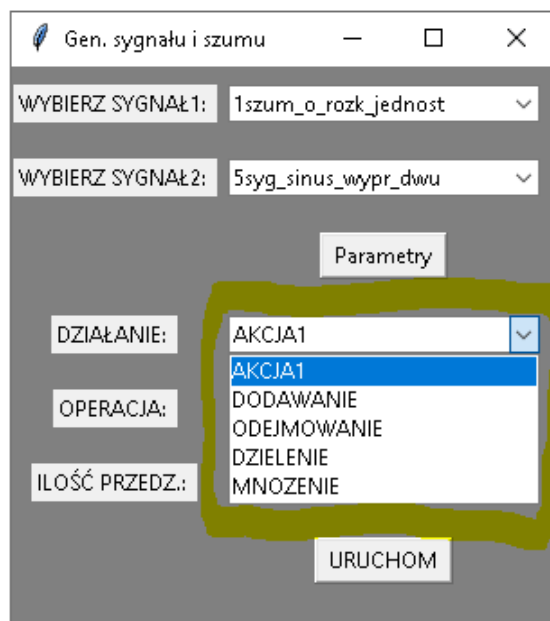 Gen. sygnału i szumu
WYBIERZ SYGNAŁ1: 1szum_o_rozk_jednost
WYBIERZ SYGNAŁ2: 5syg_sinus_wypr_dwu
Parametry
DZIAŁANIE: AKCJA1
AKCJA1
OPERACJA: DODAWANIE
ODEJMOWANIE
DZIELENIE
ILOŚĆ PRZEDZ.: MNOZENIE
URUCHOM